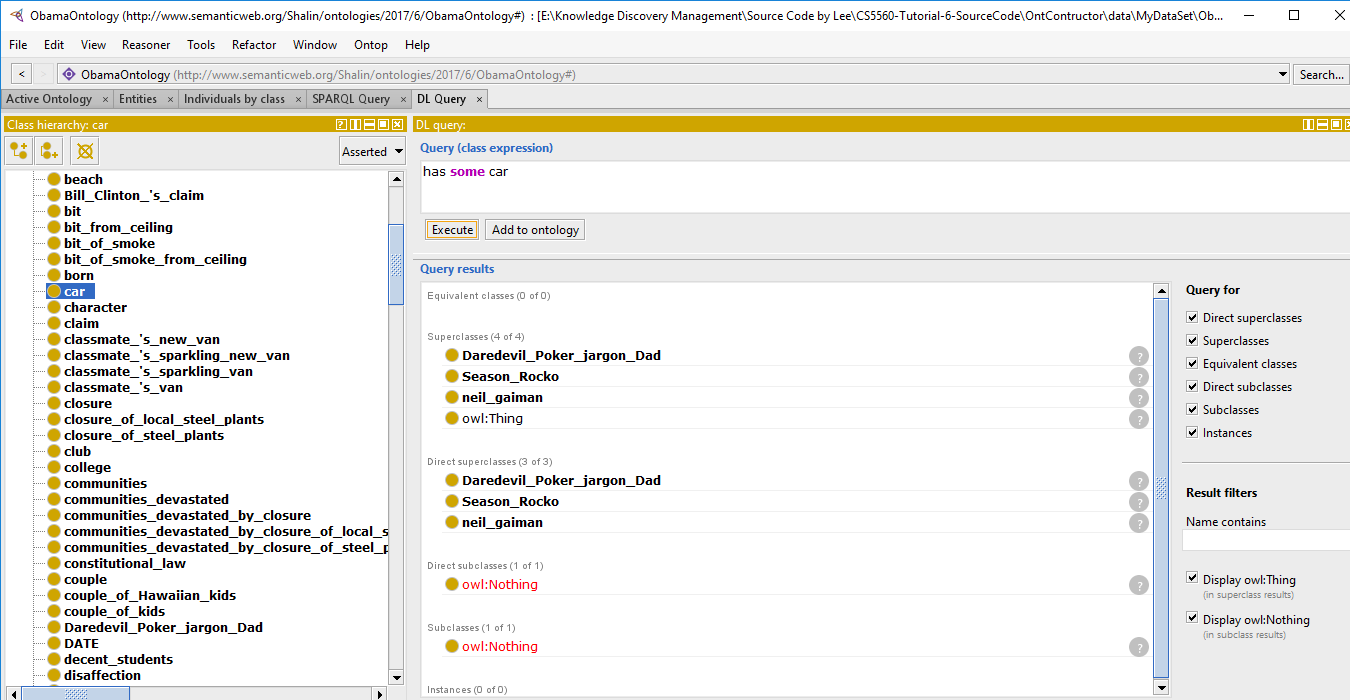 ObamaOntology (http://www.semanticweb.org/Shalin/ontologies/2017/6/ObamaOntology#) : [E:\Knowledge Discovery Management\Source Code by Lee\CS5560-Tutorial-6-SourceCode\OntContructor\data\MyDataSet\Ob...
File Edit View Reasoner Tools Refactor Window Ontop Help
< > ObamaOntology (http://www.semanticweb.org/Shalin/ontologies/2017/6/ObamaOntology#) Search...
Active Ontology × Entities × Individuals by class × SPARQL Query × DL Query ×
Class hierarchy: car
Asserted
beach
Bill_Clinton_'s_claim
bit
bit_from_ceiling
bit_of_smoke
bit_of_smoke_from_ceiling
born
car
character
claim
classmate_'s_new_van
classmate_'s_sparkling_new_van
classmate_'s_sparkling_van
classmate_'s_van
closure
closure_of_local_steel_plants
closure_of_steel_plants
club
college
communities
communities_devastated
communities_devastated_by_closure
communities_devastated_by_closure_of_local_s
communities_devastated_by_closure_of_steel_p
constitutional_law
couple
couple_of_Hawaiian_kids
couple_of_kids
Daredevil_Poker_jargon_Dad
DATE
decent_students
disaffection
DL query:
Query (class expression)
has some car
Execute Add to ontology
Query results
Equivalent classes (0 of 0)
Superclasses (4 of 4)
Daredevil_Poker_jargon_Dad ?
Season_Rocko ?
neil_gaiman ?
owl:Thing ?
Direct superclasses (3 of 3)
Daredevil_Poker_jargon_Dad ?
Season_Rocko ?
neil_gaiman ?
Direct subclasses (1 of 1)
owl:Nothing ?
Subclasses (1 of 1)
owl:Nothing ?
Instances (0 of 0)
Query for
Direct superclasses
Superclasses
Equivalent classes
Direct subclasses
Subclasses
Instances
Result filters
Name contains
Display owl:Thing
(in superclass results)
Display owl:Nothing
(in subclass results)